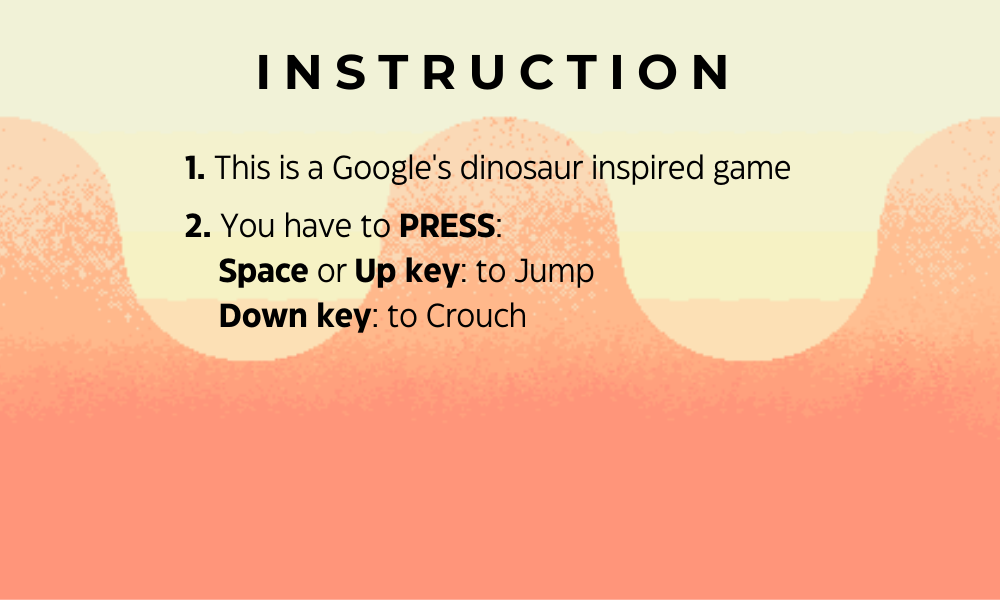 INSTRUCTION
1. This is a Google's dinosaur inspired game
2. You have to PRESS:
Space or Up key: to Jump
Down key: to Crouch